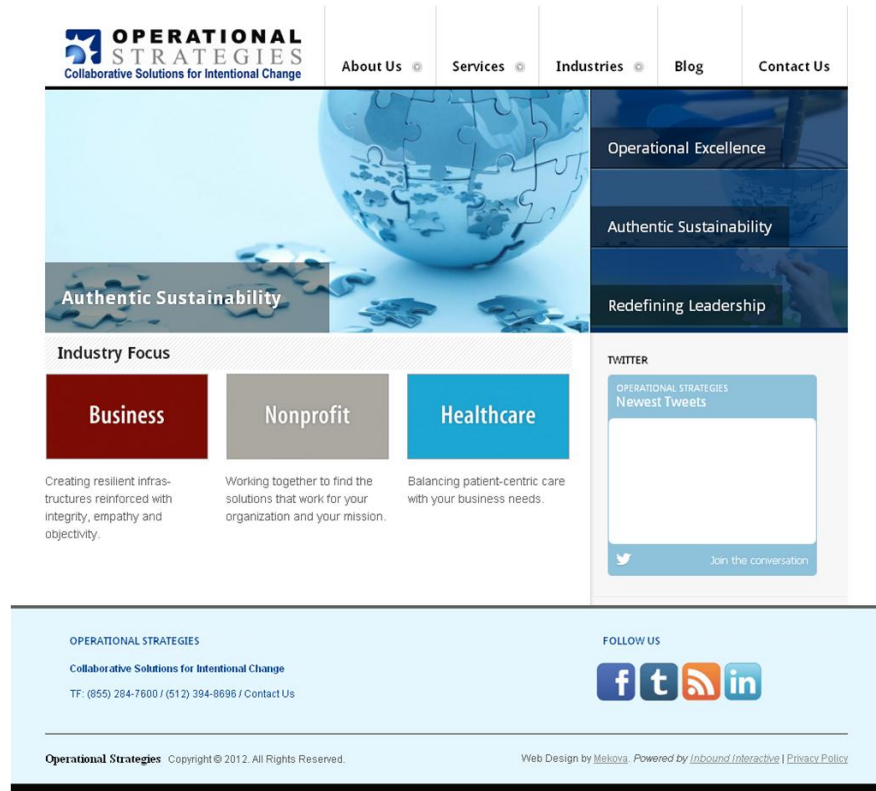 OPERATIONAL
STRATEGIES
Collaborative Solutions for Intentional Change
About Us
Services
Industries
Blog
Contact Us
Authentic Sustainability
Operational Excellence
Authentic Sustainability
Redefining Leadership
Industry Focus
Business
Creating resilient infras-
tructures reinforced with
integrity, empathy and
objectivity.
Nonprofit
Working together to find the
solutions that work for your
organization and your mission.
Healthcare
Balancing patient-centric care
with your business needs.
TWITTER
OPERATIONAL STRATEGIES
Newest Tweets
Join the conversation
OPERATIONAL STRATEGIES
Collaborative Solutions for Intentional Change
TF: (855) 284-7600 / (512) 394-8696 / Contact Us
FOLLOW US
f t in
Operational Strategies Copyright © 2012. All Rights Reserved.
Web Design by Mekova. Powered by Inbound Interactive | Privacy Policy